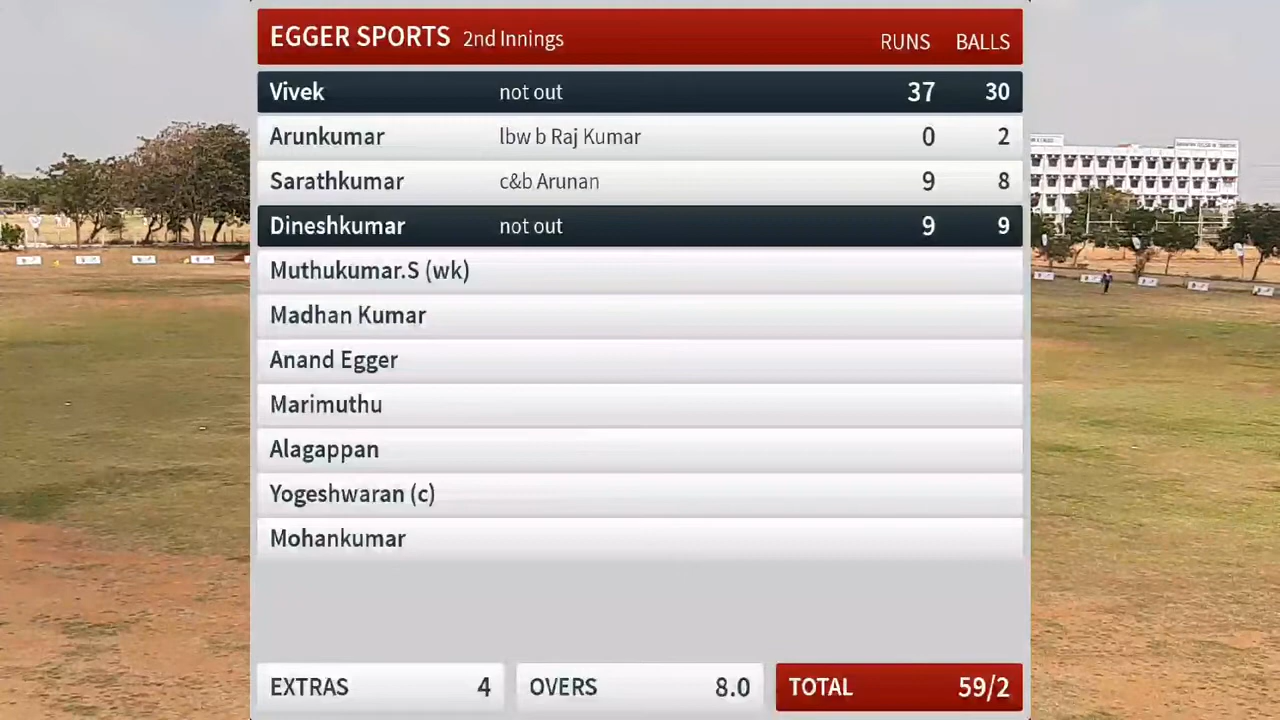 EGGER SPORTS 2nd Innings RUNS BALLS
Vivek not out 37 30
Arunkumar lbw b Raj Kumar 0 2
Sarathkumar c&b Arunan 9 8
Dineshkumar not out 9 9
Muthukumar.S (wk)
Madhan Kumar
Anand Egger
Marimuthu
Alagappan
Yogeshwaran (c)
Mohankumar
EXTRAS 4 OVERS 8.0 TOTAL 59/2